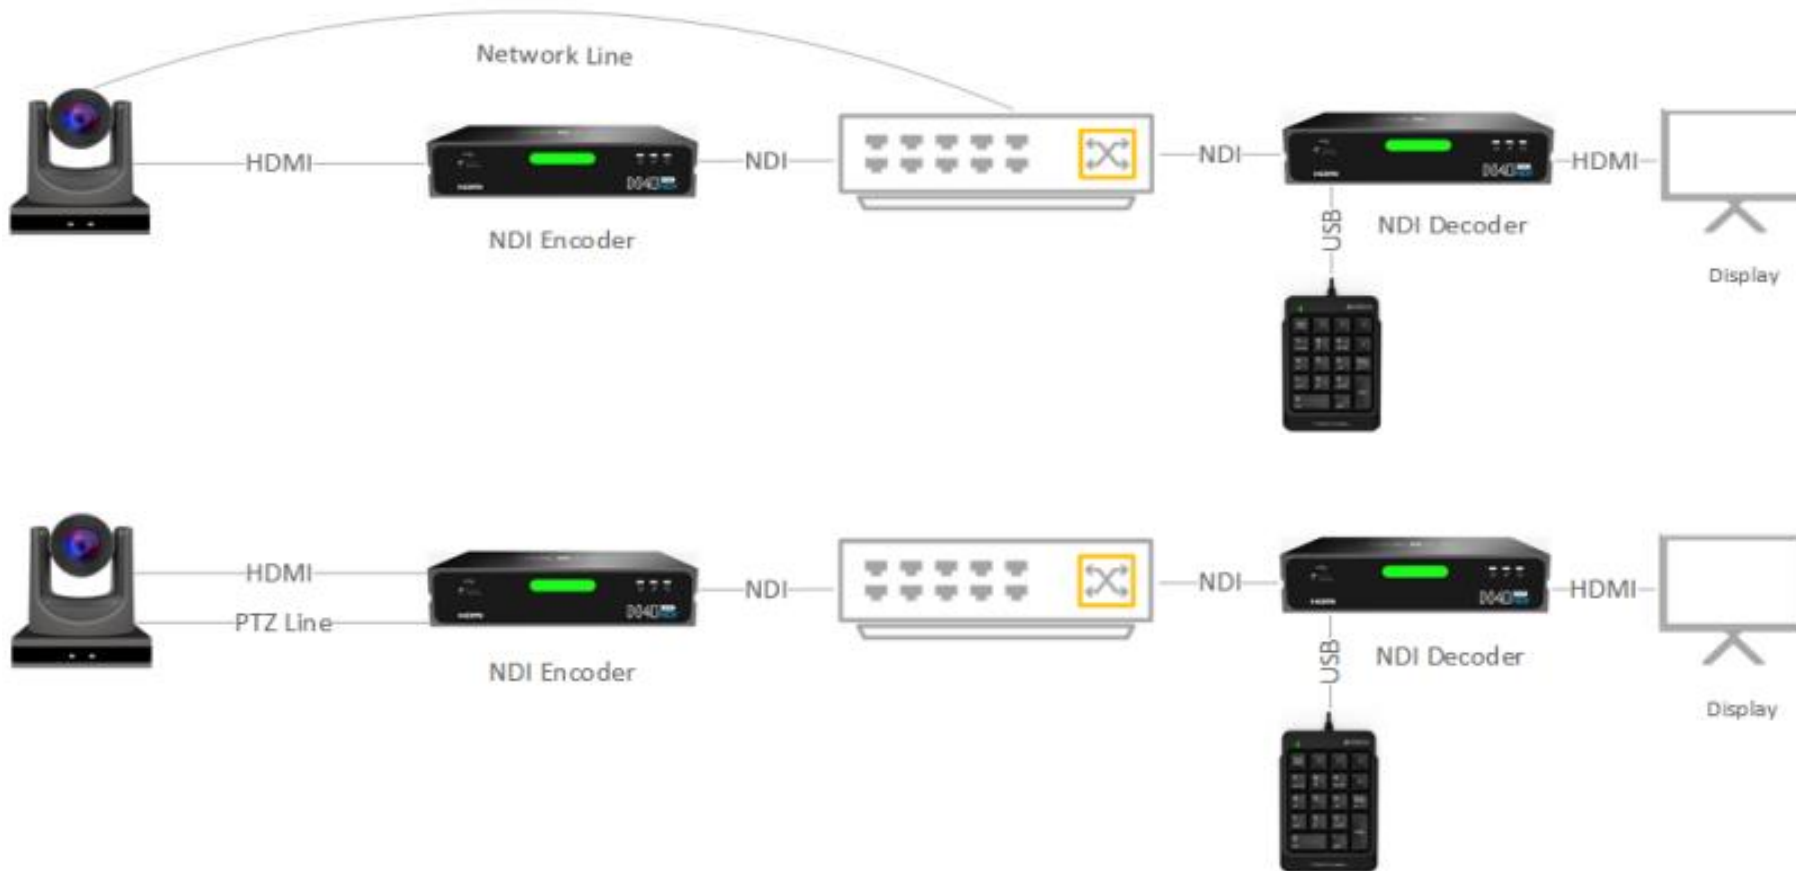 Network Line
HDMI
NDI
NDI
HDMI
NDI Encoder
USB
NDI Decoder
Display
HDMI
PTZ Line
NDI
NDI
HDMI
NDI Encoder
USB
NDI Decoder
Display